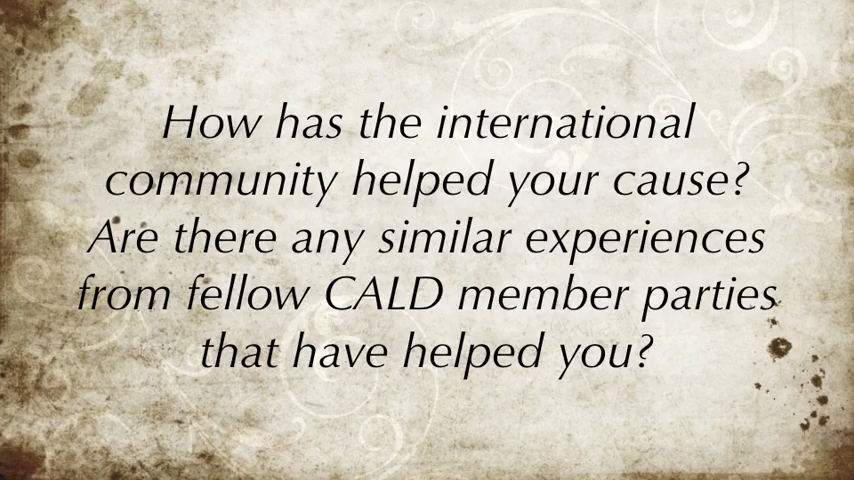 How has the international
community helped your cause?
Are there any similar experiences
from fellow CALD member parties
that have helped you?